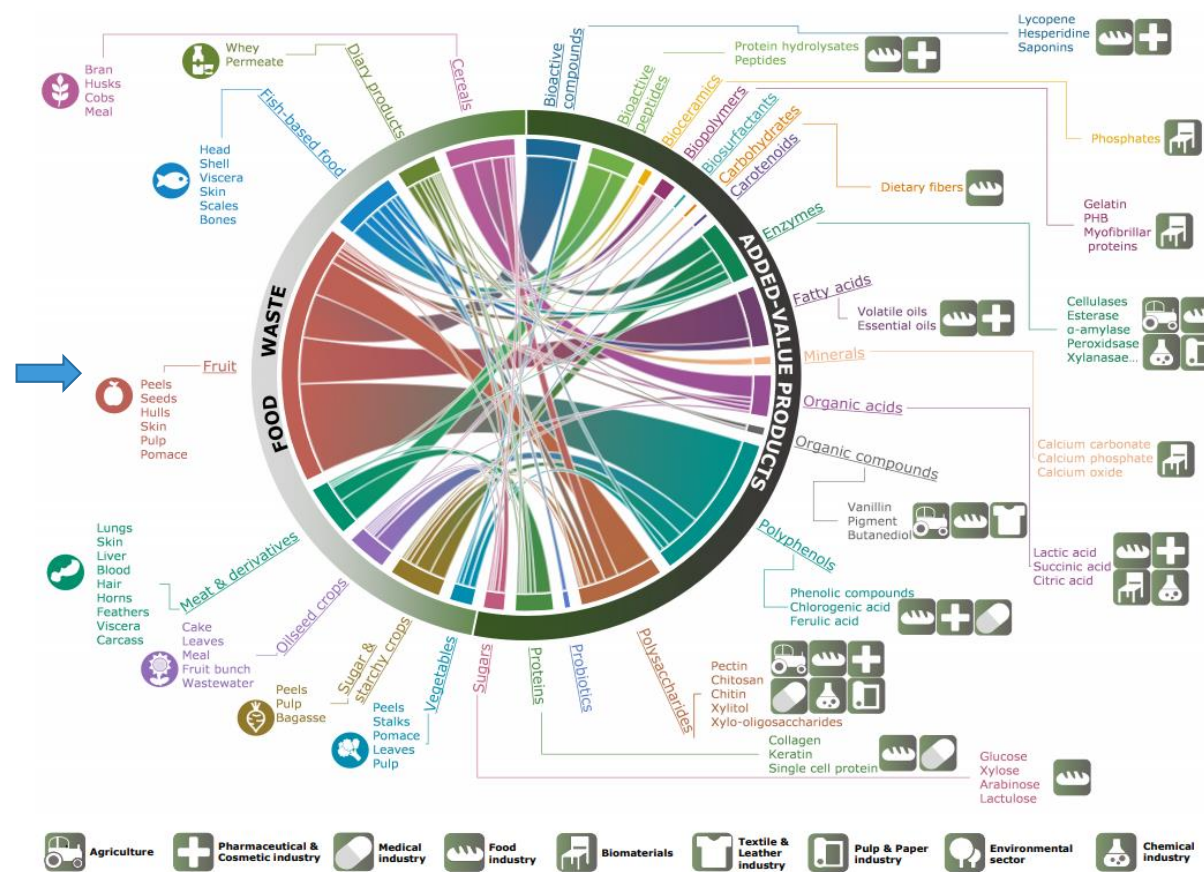 Bran
Husks
Cobs
Meal
Whey
Permeate
Diary products
Cereals
Bioactive
compounds
Bioactive
peptides
Protein hydrolysates
Peptides
Lycopene
Hesperidine
Saponins
Bioceramics
Biopolymers
Biosurfactants
Carbohydrates
Carotenoids
Phosphates
Dietary fibers
Gelatin
PHB
Myofibrillar
proteins
Fish-based food
Head
Shell
Viscera
Skin
Scales
Bones
Enzymes
Cellulases
Esterase
α-amylase
Peroxidsase
Xylanasae...
Fatty acids
Volatile oils
Essential oils
FOOD WASTE
ADDED-VALUE PRODUCTS
Fruit
Peels
Seeds
Hulls
Skin
Pulp
Pomace
Minerals
Calcium carbonate
Calcium phosphate
Calcium oxide
Organic acids
Lactic acid
Succinic acid
Citric acid
Organic compounds
Vanillin
Pigment
Butanediol
Polyphenols
Phenolic compounds
Chlorogenic acid
Ferulic acid
Meat & derivatives
Lungs
Skin
Liver
Blood
Hair
Horns
Feathers
Viscera
Carcass
Oilseed crops
Cake
Leaves
Meal
Fruit bunch
Wastewater
Sugar &
starchy crops
Peels
Pulp
Bagasse
Vegetables
Peels
Stalks
Pomace
Leaves
Pulp
Sugars
Proteins
Probiotics
Polysaccharides
Pectin
Chitosan
Chitin
Xylitol
Xylo-oligosaccharides
Collagen
Keratin
Single cell protein
Glucose
Xylose
Arabinose
Lactulose
Agriculture
Pharmaceutical &
Cosmetic industry
Medical
industry
Food
industry
Biomaterials
Textile &
Leather
industry
Pulp & Paper
industry
Environmental
sector
Chemical
industry